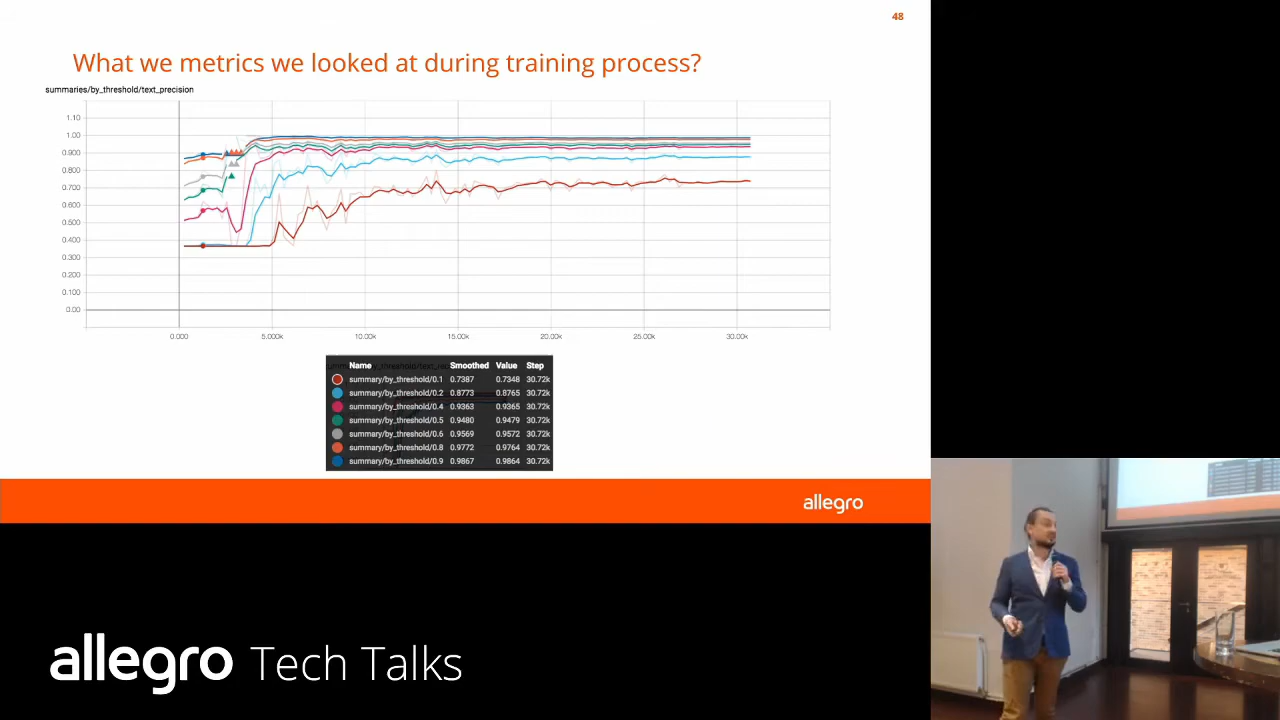 48
What we metrics we looked at during training process?
summaries/by_threshold/text_precision
1.10
1.00
0.900
0.800
0.700
0.600
0.500
0.400
0.300
0.200
0.100
0.00
0.000 5.000k 10.00k 15.00k 20.00k 25.00k 30.00k
Name Smoothed Value Step
summary/by_threshold/0.1 0.7387 0.7348 30.72k
summary/by_threshold/0.2 0.8773 0.8765 30.72k
summary/by_threshold/0.4 0.9363 0.9365 30.72k
summary/by_threshold/0.5 0.9480 0.9479 30.72k
summary/by_threshold/0.6 0.9569 0.9572 30.72k
summary/by_threshold/0.8 0.9772 0.9764 30.72k
summary/by_threshold/0.9 0.9867 0.9864 30.72k
allegro
allegro Tech Talks